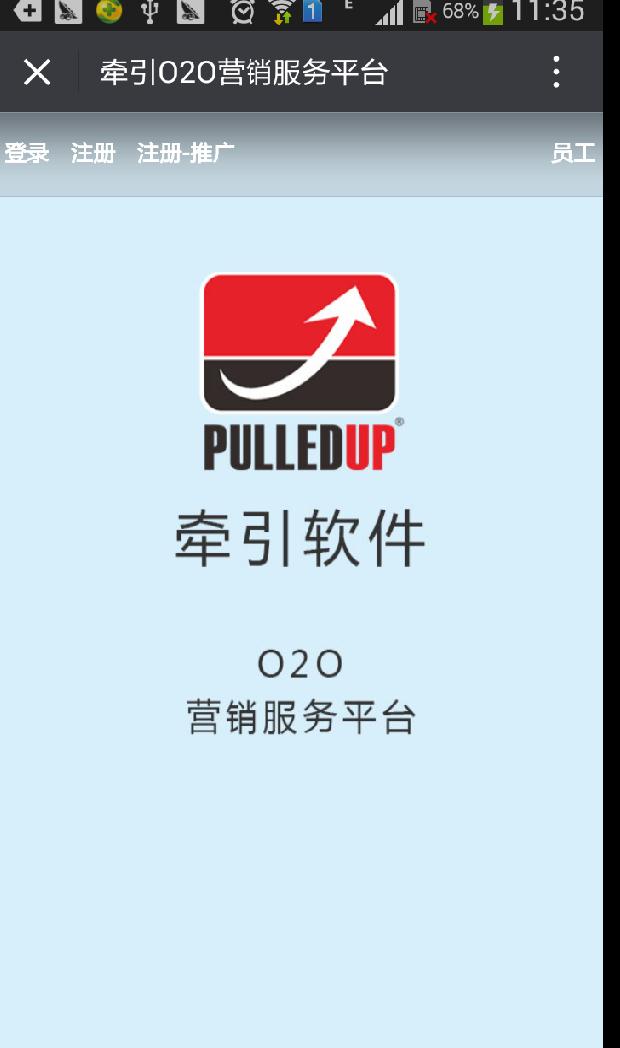 1 E 68% 11:35
牵引O2O营销服务平台
登录 注册 注册-推广 员工
PULLEDUP®
牵引软件
O2O
营销服务平台